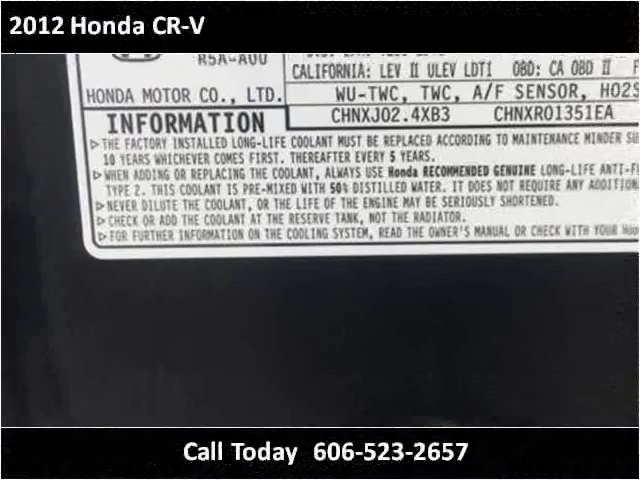 2012 Honda CR-V
R5A-A00
CALIFORNIA: LEV II ULEV LDT1 OBD: CA OBD II F
HONDA MOTOR CO., LTD.
WU-TWC, TWC, A/F SENSOR, HO2S
CHNXJ02.4XB3 CHNXR01351EA
INFORMATION
▷THE FACTORY INSTALLED LONG-LIFE COOLANT MUST BE REPLACED ACCORDING TO MAINTENANCE MINDER SU
10 YEARS WHICHEVER COMES FIRST. THEREAFTER EVERY 5 YEARS.
▷WHEN ADDING OR REPLACING THE COOLANT, ALWAYS USE Honda RECOMMENDED GENUINE LONG-LIFE ANTI-F
TYPE 2. THIS COOLANT IS PRE-MIXED WITH 50% DISTILLED WATER. IT DOES NOT REQUIRE ANY ADDITION
▷NEVER DILUTE THE COOLANT, OR THE LIFE OF THE ENGINE MAY BE SERIOUSLY SHORTENED.
▷CHECK OR ADD THE COOLANT AT THE RESERVE TANK, NOT THE RADIATOR.
▷FOR FURTHER INFORMATION ON THE COOLING SYSTEM, READ THE OWNER'S MANUAL OR CHECK WITH YOUR
Call Today 606-523-2657